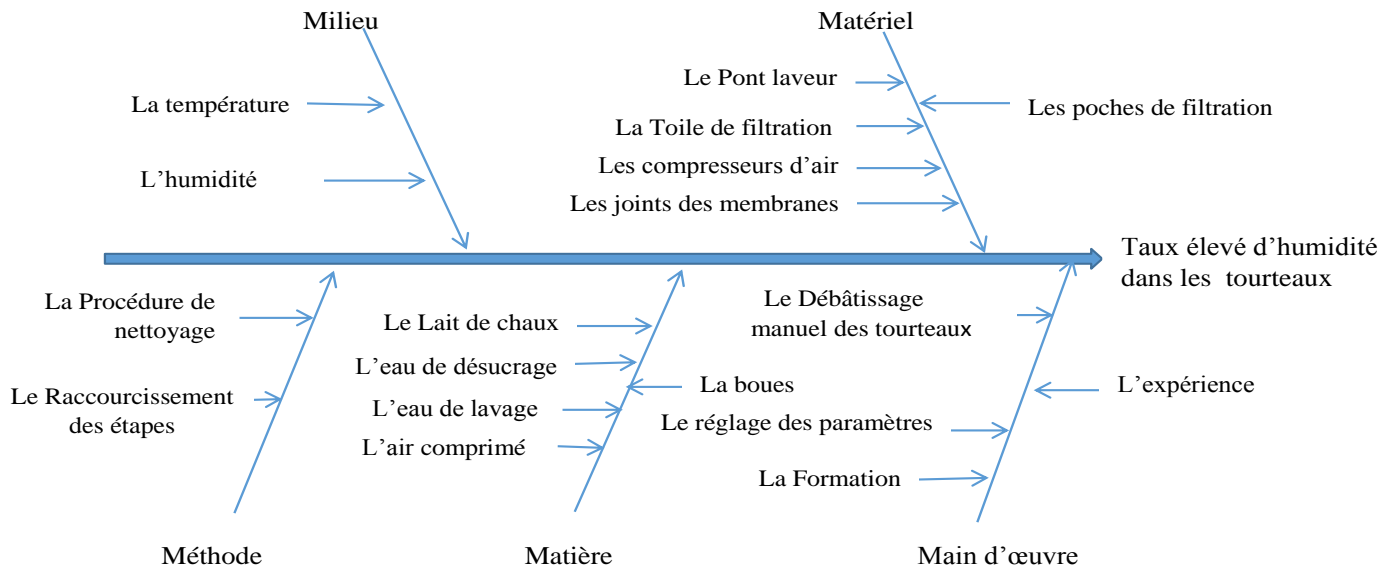 Milieu
Matériel
Le Pont laveur
La température
Les poches de filtration
La Toile de filtration
Les compresseurs d’air
L’humidité
Les joints des membranes
Taux élevé d’humidité
dans les tourteaux
La Procédure de
nettoyage
Le Lait de chaux
Le Débâtissage
manuel des tourteaux
L’eau de désucrage
La boues
L’expérience
Le Raccourcissement
des étapes
L’eau de lavage
Le réglage des paramètres
L’air comprimé
La Formation
Méthode
Matière
Main d’œuvre